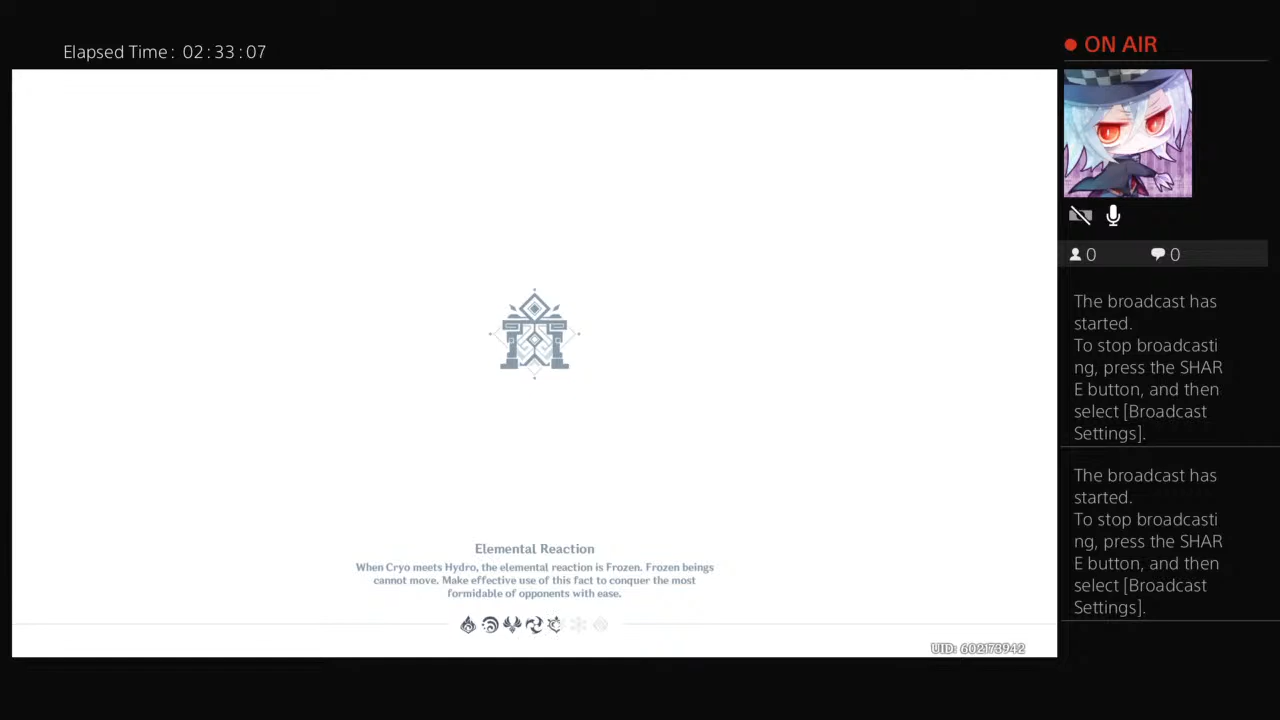 Elapsed Time: 02:33:07
ON AIR
0
0
The broadcast has
started.
To stop broadcasti
ng, press the SHAR
E button, and then
select [Broadcast
Settings].
The broadcast has
started.
To stop broadcasti
ng, press the SHAR
E button, and then
select [Broadcast
Settings].
Elemental Reaction
When Cryo meets Hydro, the elemental reaction is Frozen. Frozen beings
cannot move. Make effective use of this fact to conquer the most
formidable of opponents with ease.
UID: 602173942